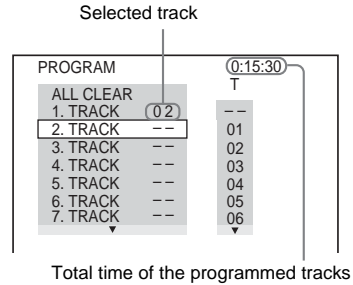 Selected track
PROGRAM 0:15:30
T
ALL CLEAR
1. TRACK 0 2 – –
2. TRACK – – 01
3. TRACK – – 02
4. TRACK – – 03
5. TRACK – – 04
6. TRACK – – 05
7. TRACK – – 06
Total time of the programmed tracks